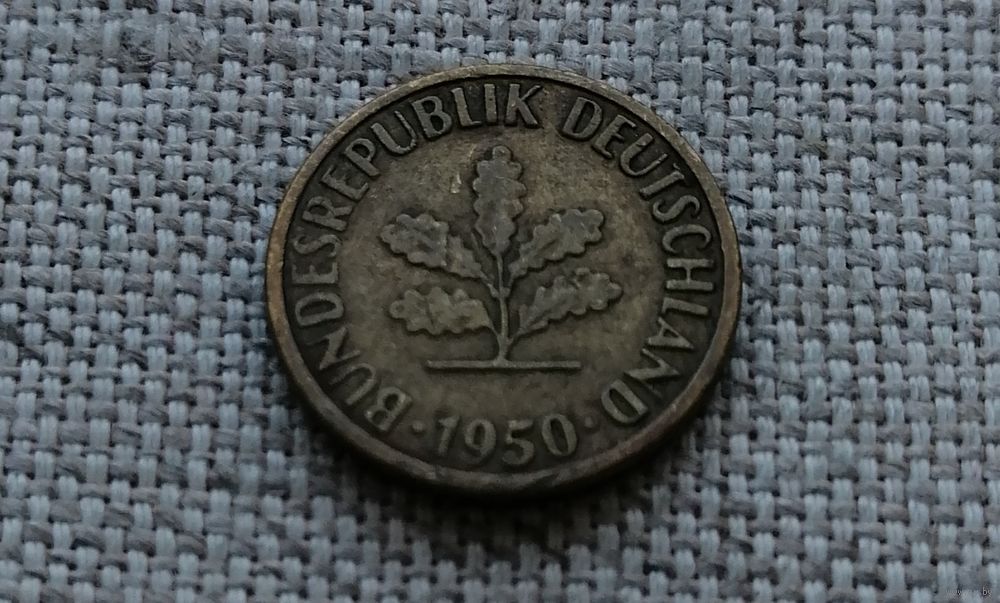 BUNDESREPUBLIK DEUTSCHLAND
· 1950 ·